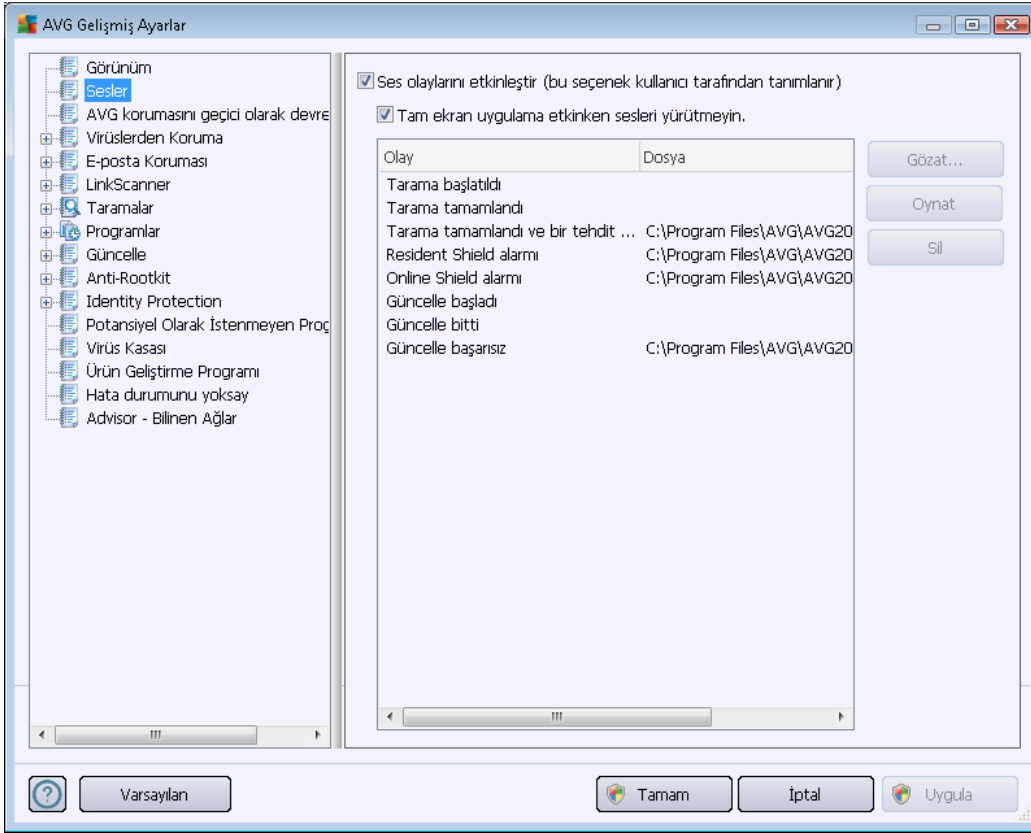 AVG Gelişmiş Ayarlar
Görünüm
Sesler
AVG korumasını geçici olarak devre
Virüslerden Koruma
E-posta Koruması
LinkScanner
Taramalar
Programlar
Güncelle
Anti-Rootkit
Identity Protection
Potansiyel Olarak İstenmeyen Prog
Virüs Kasası
Ürün Geliştirme Programı
Hata durumunu yoksay
Advisor - Bilinen Ağlar
Ses olaylarını etkinleştir (bu seçenek kullanıcı tarafından tanımlanır)
Tam ekran uygulama etkinken sesleri yürütmeyin.
Olay Dosya
Tarama başlatıldı
Tarama tamamlandı
Tarama tamamlandı ve bir tehdit ... C:\Program Files\AVG\AVG20
Resident Shield alarmı C:\Program Files\AVG\AVG20
Online Shield alarmı C:\Program Files\AVG\AVG20
Güncelle başladı
Güncelle bitti
Güncelle başarısız C:\Program Files\AVG\AVG20
Gözat...
Oynat
Sil
Varsayılan
Tamam
İptal
Uygula